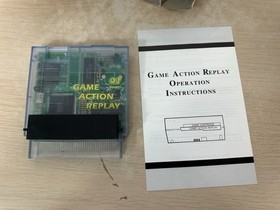 GAME
ACTION
REPLAY
GAME ACTION REPLAY
OPERATION
INSTRUCTIONS